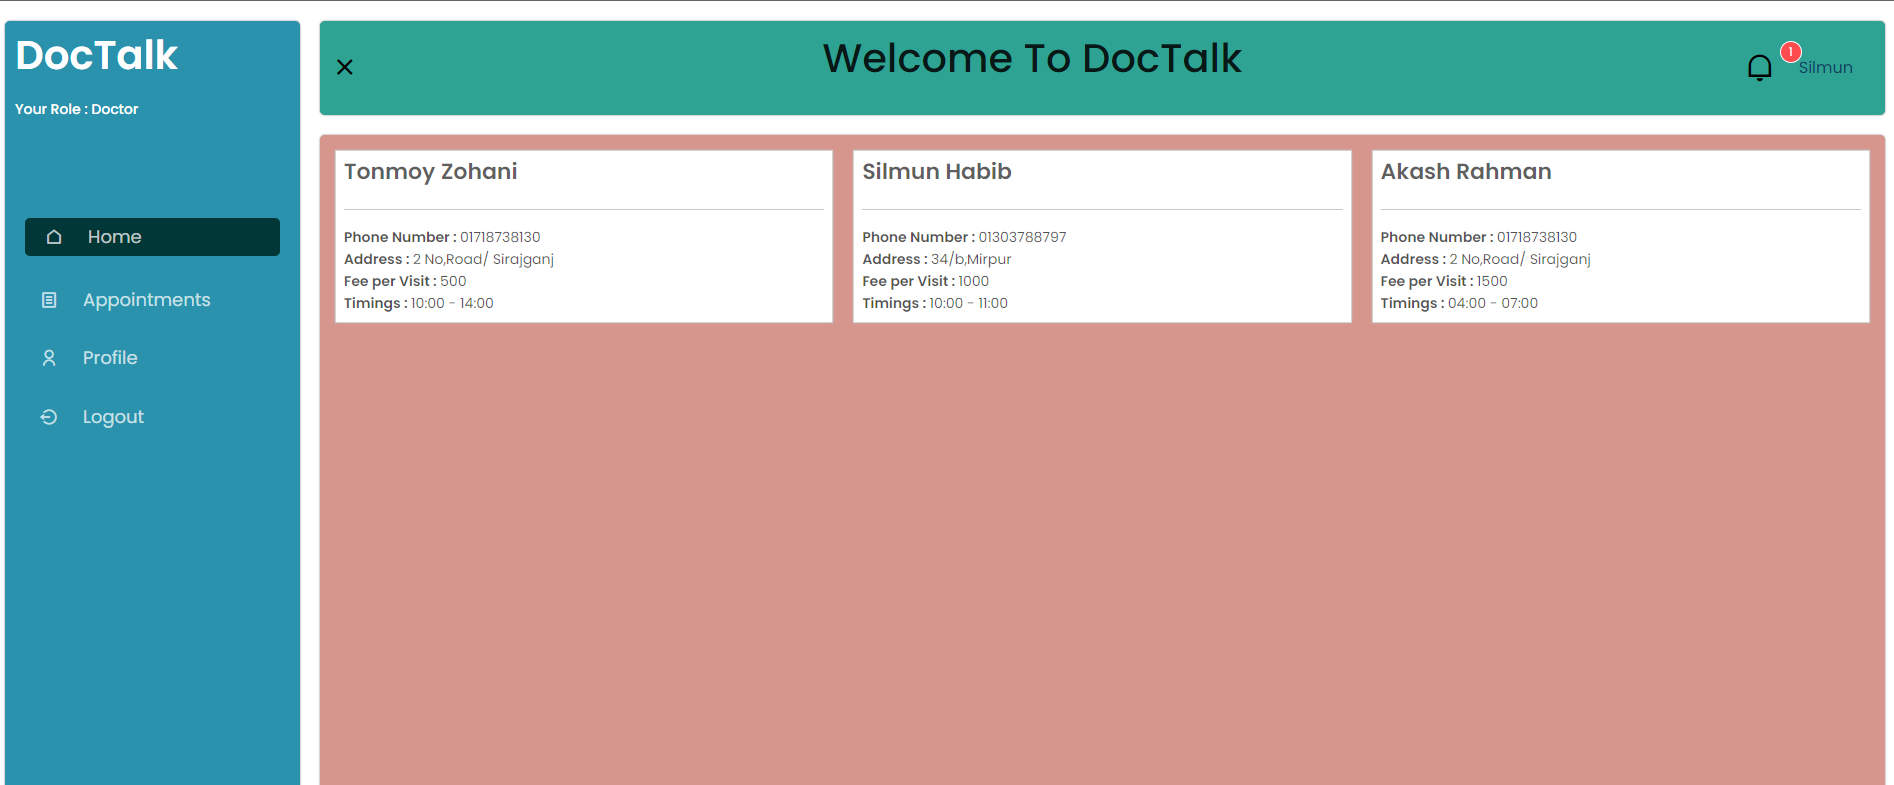 DocTalk
Your Role : Doctor
Home
Appointments
Profile
Logout
Welcome To DocTalk
1
Silmun
Tonmoy Zohani
Phone Number : 01718738130
Address : 2 No,Road/ Sirajganj
Fee per Visit : 500
Timings : 10:00 - 14:00
Silmun Habib
Phone Number : 01303788797
Address : 34/b,Mirpur
Fee per Visit : 1000
Timings : 10:00 - 11:00
Akash Rahman
Phone Number : 01718738130
Address : 2 No,Road/ Sirajganj
Fee per Visit : 1500
Timings : 04:00 - 07:00